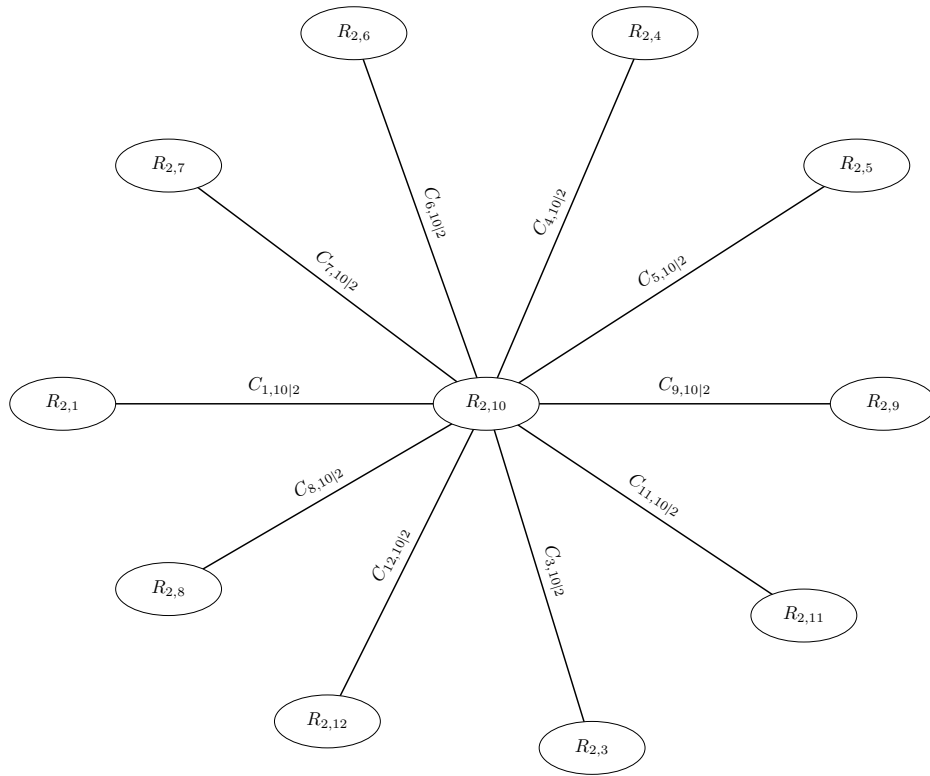 R_{2,6}
R_{2,4}
R_{2,7}
R_{2,5}
C_{6,10|2}
C_{4,10|2}
C_{7,10|2}
C_{5,10|2}
R_{2,1}
C_{1,10|2}
R_{2,10}
C_{9,10|2}
R_{2,9}
C_{8,10|2}
C_{11,10|2}
C_{12,10|2}
C_{3,10|2}
R_{2,8}
R_{2,11}
R_{2,12}
R_{2,3}